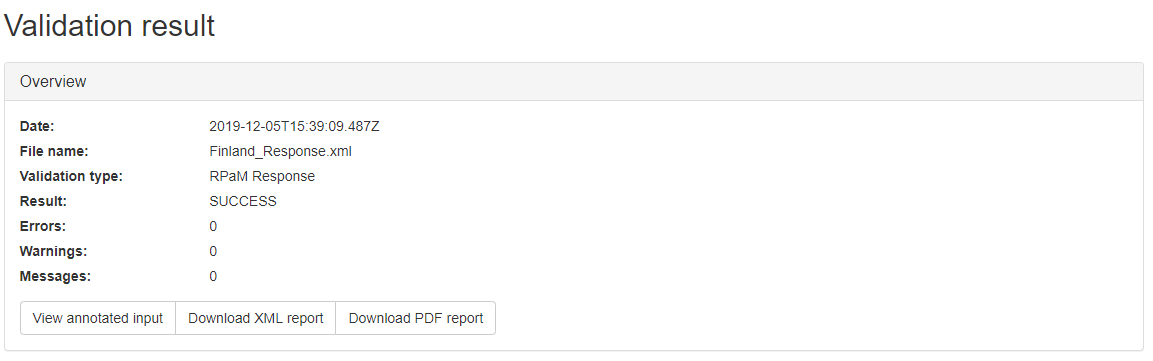 Validation result
Overview
Date: 2019-12-05T15:39:09.487Z
File name: Finland_Response.xml
Validation type: RPaM Response
Result: SUCCESS
Errors: 0
Warnings: 0
Messages: 0
View annotated input Download XML report Download PDF report